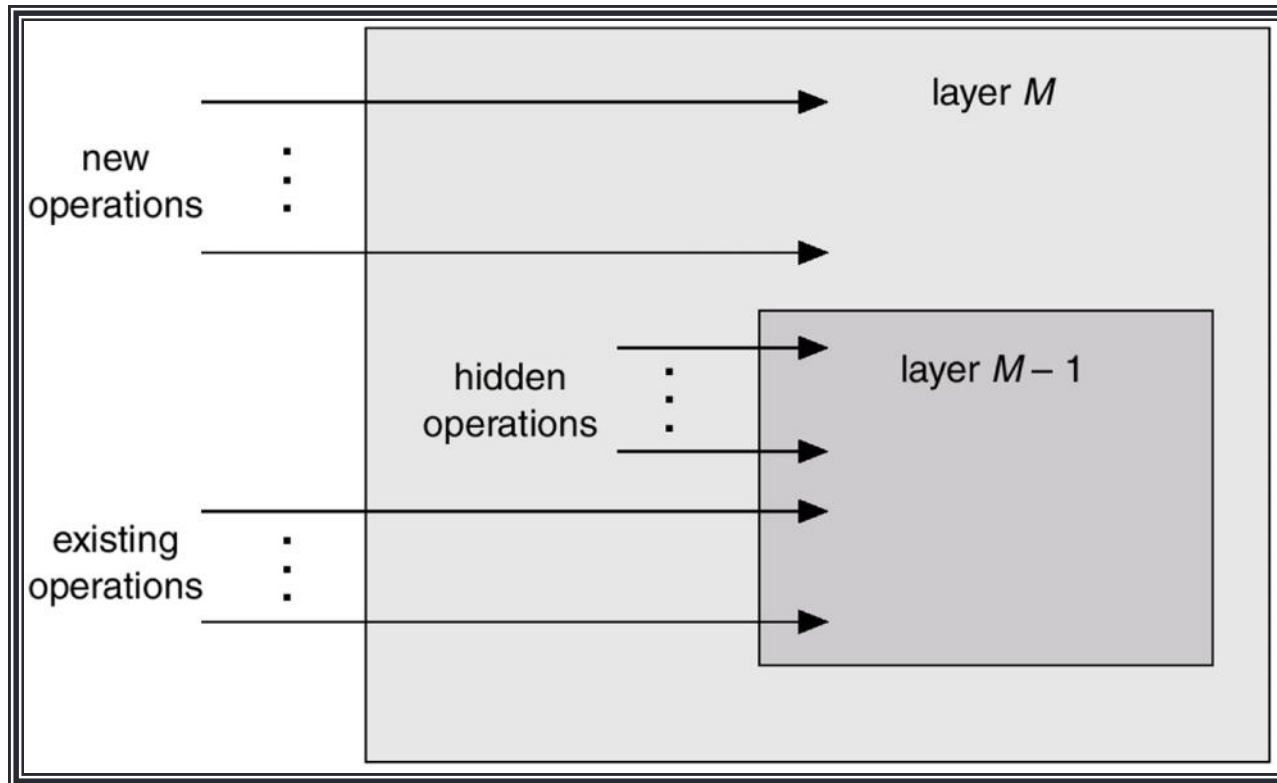 layer M
new
operations
hidden
operations
layer M – 1
existing
operations